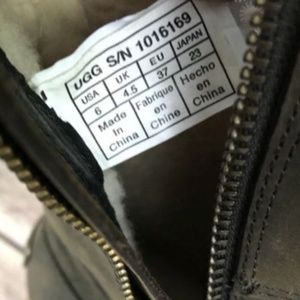 UGG S/N 1016169
USA UK EU JAPAN
6 4.5 37 23
Made Fabrique Hecho
in en en
China Chine China